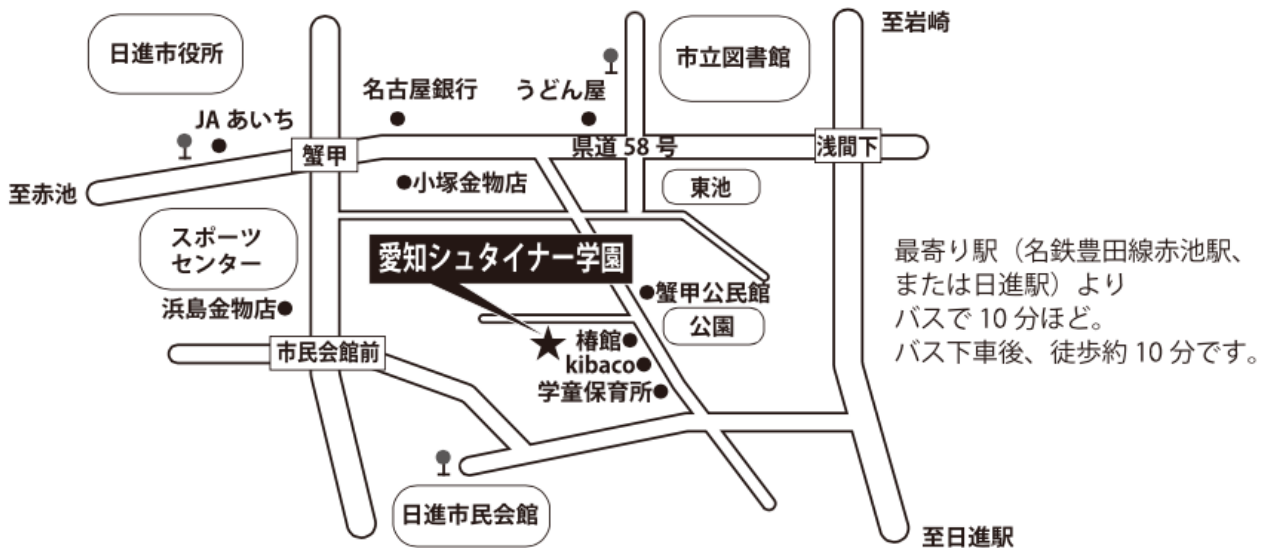 至岩崎
日進市役所
市立図書館
名古屋銀行
うどん屋
JA あいち
蟹甲
県道 58 号
浅間下
至赤池
小塚金物店
東池
スポーツ
センター
愛知シュタイナー学園
最寄り駅（名鉄豊田線赤池駅、
または日進駅）より
バスで 10 分ほど。
バス下車後、徒歩約 10 分です。
蟹甲公民館
浜島金物店
公園
市民会館前
椿館
kibaco
学童保育所
日進市民会館
至日進駅